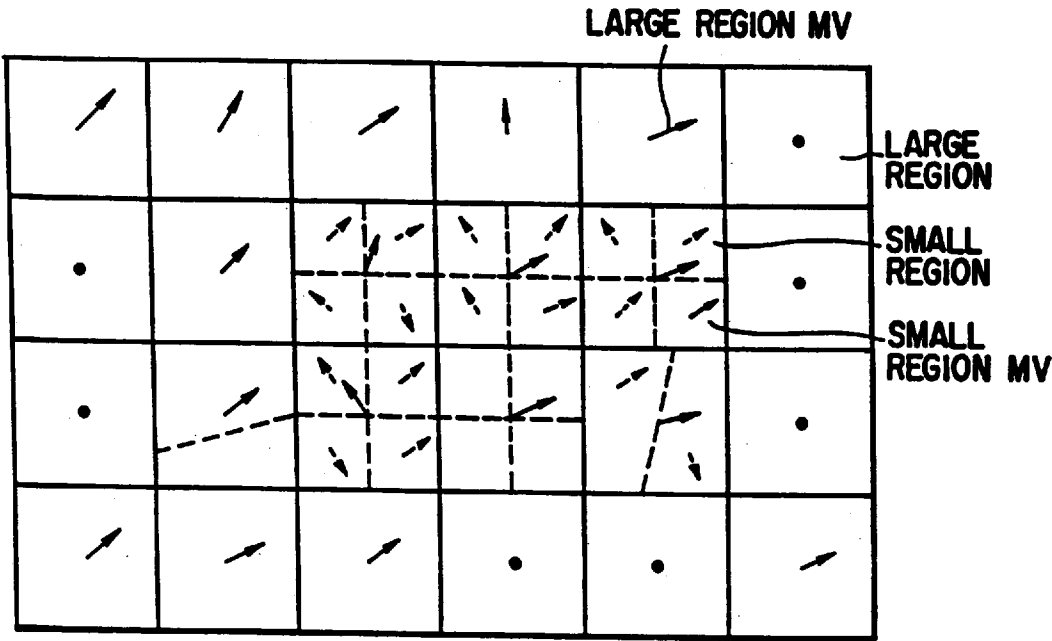 LARGE REGION MV
LARGE
REGION
SMALL
REGION
SMALL
REGION MV